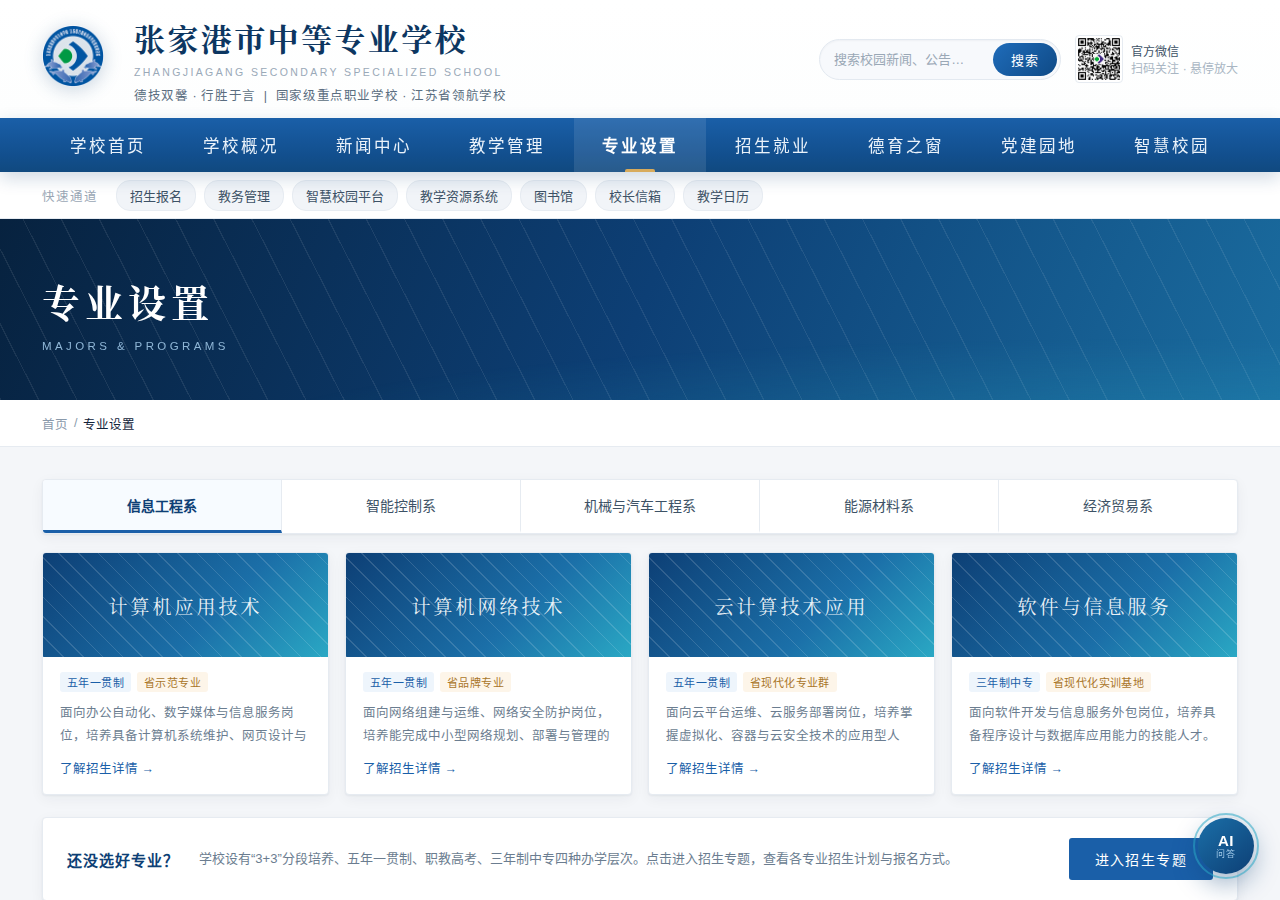 张家港市中等专业学校
ZHANGJIAGANG SECONDARY SPECIALIZED SCHOOL
德技双馨 · 行胜于言 | 国家级重点职业学校 · 江苏省领航学校
搜索校园新闻、公告…
搜索
官方微信
扫码关注 · 悬停放大
学校首页
学校概况
新闻中心
教学管理
专业设置
招生就业
德育之窗
党建园地
智慧校园
快速通道
招生报名
教务管理
智慧校园平台
教学资源系统
图书馆
校长信箱
教学日历
专业设置
MAJORS & PROGRAMS
首页 / 专业设置
信息工程系
智能控制系
机械与汽车工程系
能源材料系
经济贸易系
计算机应用技术
五年一贯制 省示范专业
面向办公自动化、数字媒体与信息服务岗
位，培养具备计算机系统维护、网页设计与
了解招生详情 →
计算机网络技术
五年一贯制 省品牌专业
面向网络组建与运维、网络安全防护岗位，
培养能完成中小型网络规划、部署与管理的
了解招生详情 →
云计算技术应用
五年一贯制 省现代化专业群
面向云平台运维、云服务部署岗位，培养掌
握虚拟化、容器与云安全技术的应用型人
了解招生详情 →
软件与信息服务
三年制中专 省现代化实训基地
面向软件开发与信息服务外包岗位，培养具
备程序设计与数据库应用能力的技能人才。
了解招生详情 →
还没选好专业？
学校设有“3+3”分段培养、五年一贯制、职教高考、三年制中专四种办学层次。点击进入招生专题，查看各专业招生计划与报名方式。
进入招生专题
AI
问答